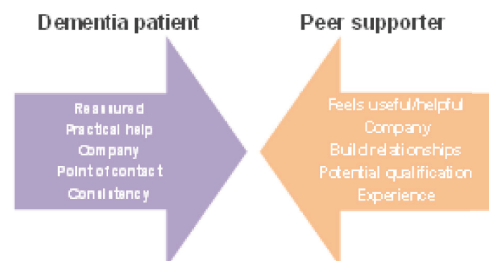 Dementia patient
Reassured
Practical help
Company
Point of contact
Consistency
Peer supporter
Feels useful/helpful
Company
Build relationships
Potential qualification
Experience